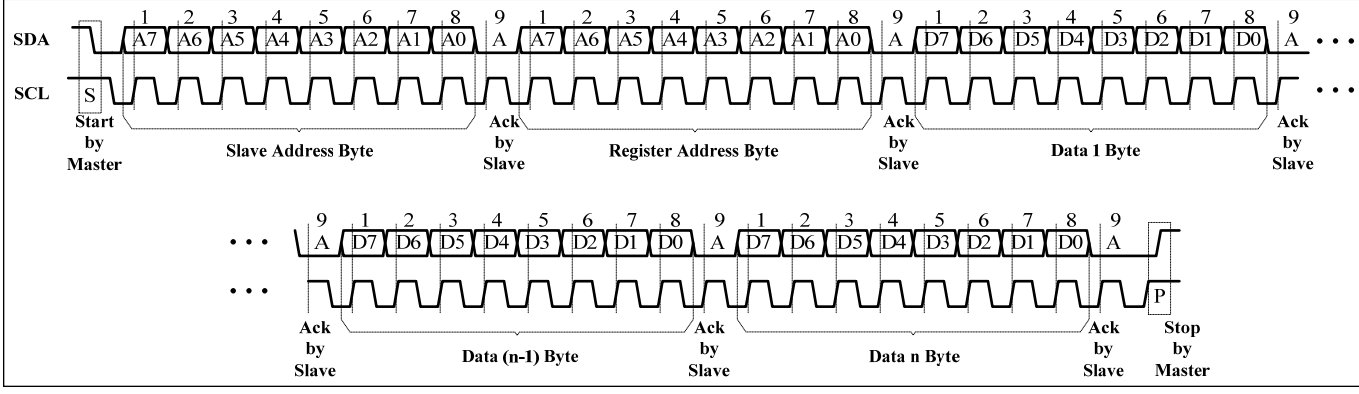 1 2 3 4 5 6 7 8 9 1 2 3 4 5 6 7 8 9 1 2 3 4 5 6 7 8 9
SDA A7 A6 A5 A4 A3 A2 A1 A0 A A7 A6 A5 A4 A3 A2 A1 A0 A D7 D6 D5 D4 D3 D2 D1 D0 A • • •
SCL S • • •
Start by Master
Slave Address Byte
Ack by Slave
Register Address Byte
Ack by Slave
Data 1 Byte
Ack by Slave
9 1 2 3 4 5 6 7 8 9 1 2 3 4 5 6 7 8 9
• • • A D7 D6 D5 D4 D3 D2 D1 D0 A D7 D6 D5 D4 D3 D2 D1 D0 A
• • • P
Ack by Slave
Data (n-1) Byte
Ack by Slave
Data n Byte
Ack by Slave
Stop by Master